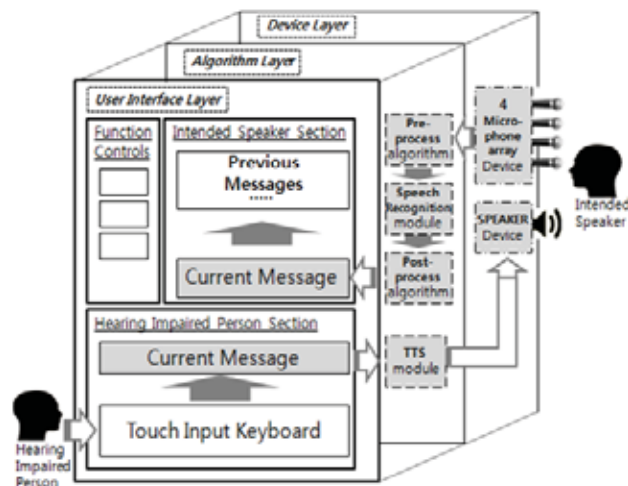 Device Layer
Algorithm Layer
User Interface Layer
Function
Controls
Intended Speaker Section
Previous
Messages
.....
Current Message
Hearing Impaired Person Section
Current Message
Touch Input Keyboard
Hearing
Impaired
Person
Pre-
process
algorithm
Speech
Recognition
module
Post-
process
algorithm
TTS
module
4
Micro-
phone
array
Device
SPEAKER
Device
Intended
Speaker